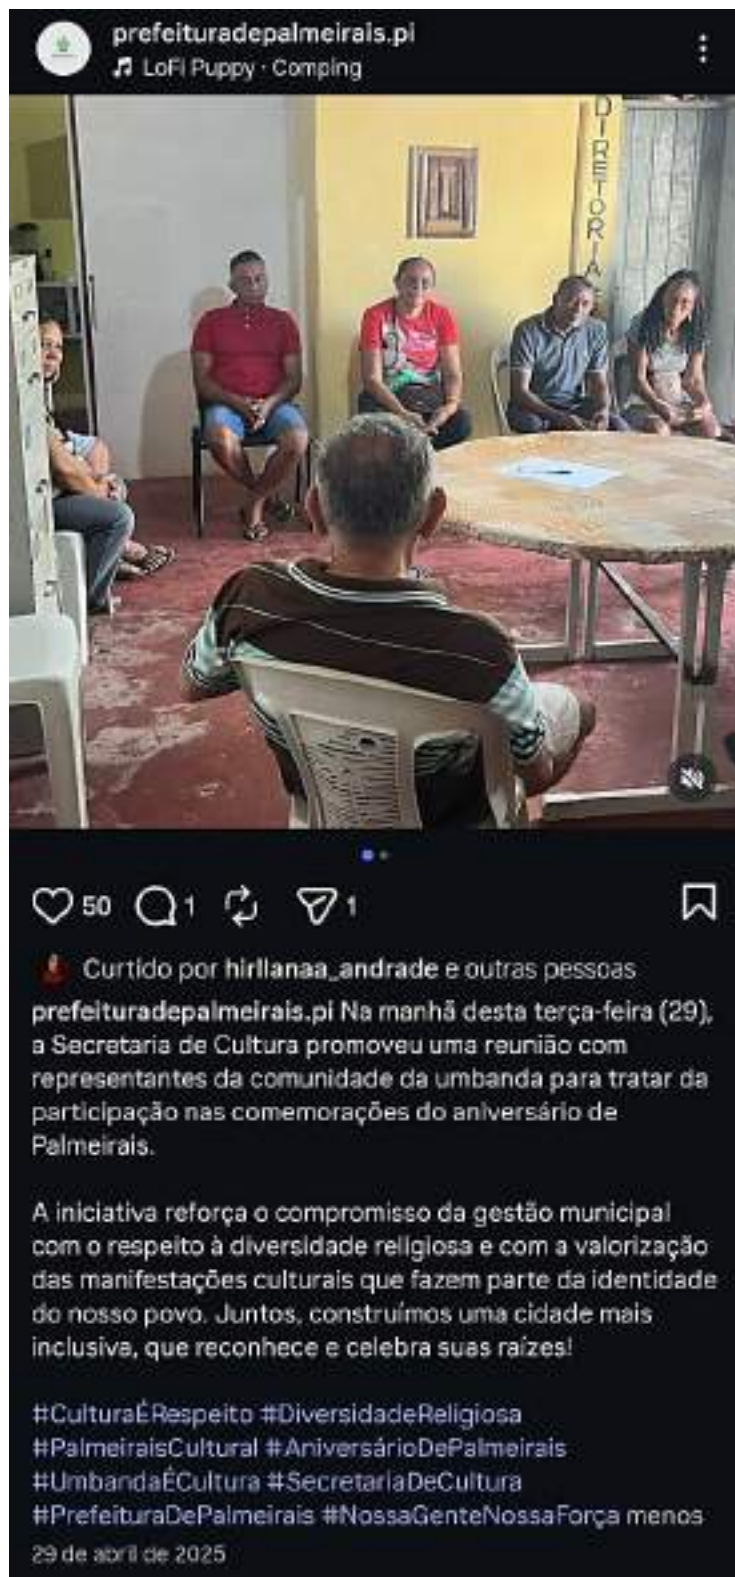 prefeituradepalmeirais.pi
LoFi Puppy · Comping
DIRETORIA
50 1 1
Curtido por hirllanaa_andrade e outras pessoas
prefeituradepalmeirais.pi Na manhã desta terça-feira (29),
a Secretaria de Cultura promoveu uma reunião com
representantes da comunidade da umbanda para tratar da
participação nas comemorações do aniversário de
Palmeirais.
A iniciativa reforça o compromisso da gestão municipal
com o respeito à diversidade religiosa e com a valorização
das manifestações culturais que fazem parte da identidade
do nosso povo. Juntos, construímos uma cidade mais
inclusiva, que reconhece e celebra suas raízes!
#CulturaÉRespeito #DiversidadeReligiosa
#PalmeiraisCultural #AniversárioDePalmeirais
#UmbandaÉCultura #SecretariaDeCultura
#PrefeituraDePalmeirais #NossaGenteNossaForça menos
29 de abril de 2025